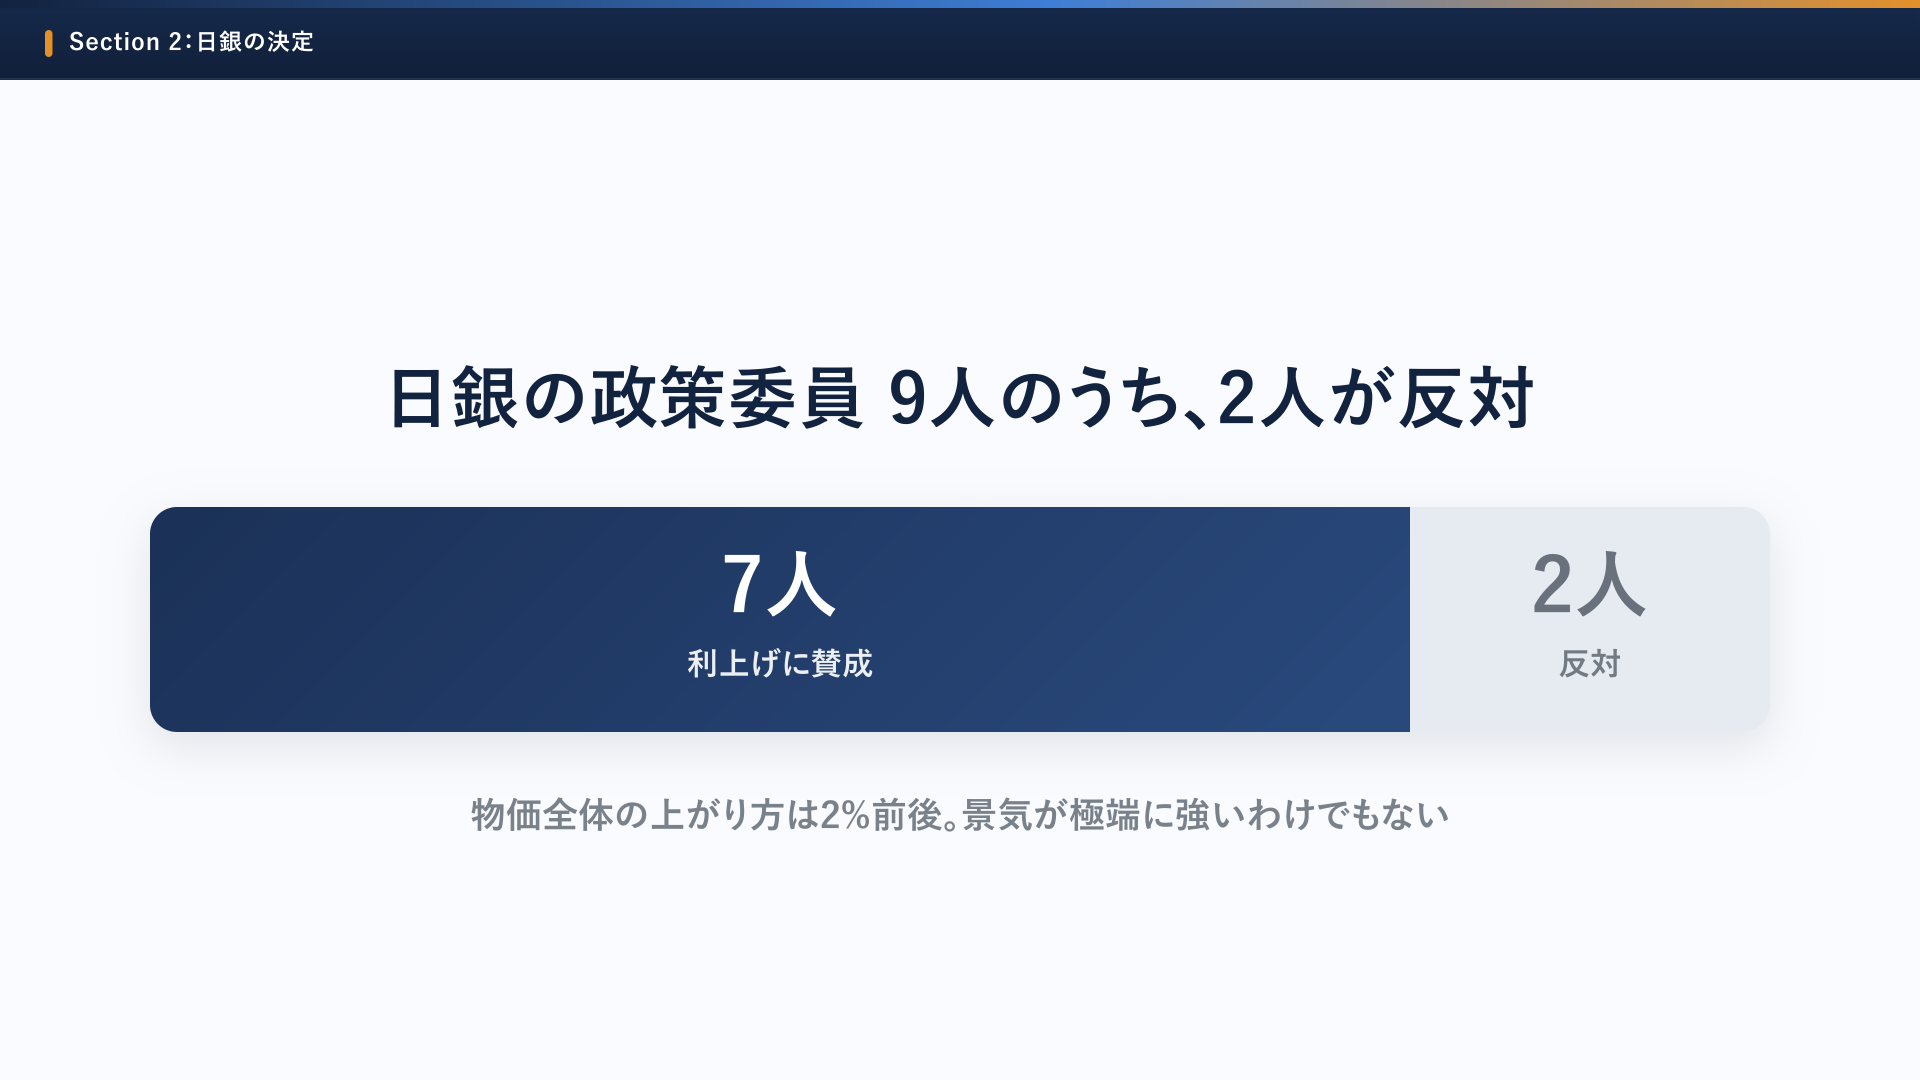 Section 2：日銀の決定
日銀の政策委員 9人のうち、2人が反対
7人
利上げに賛成
2人
反対
物価全体の上がり方は2%前後。景気が極端に強いわけでもない